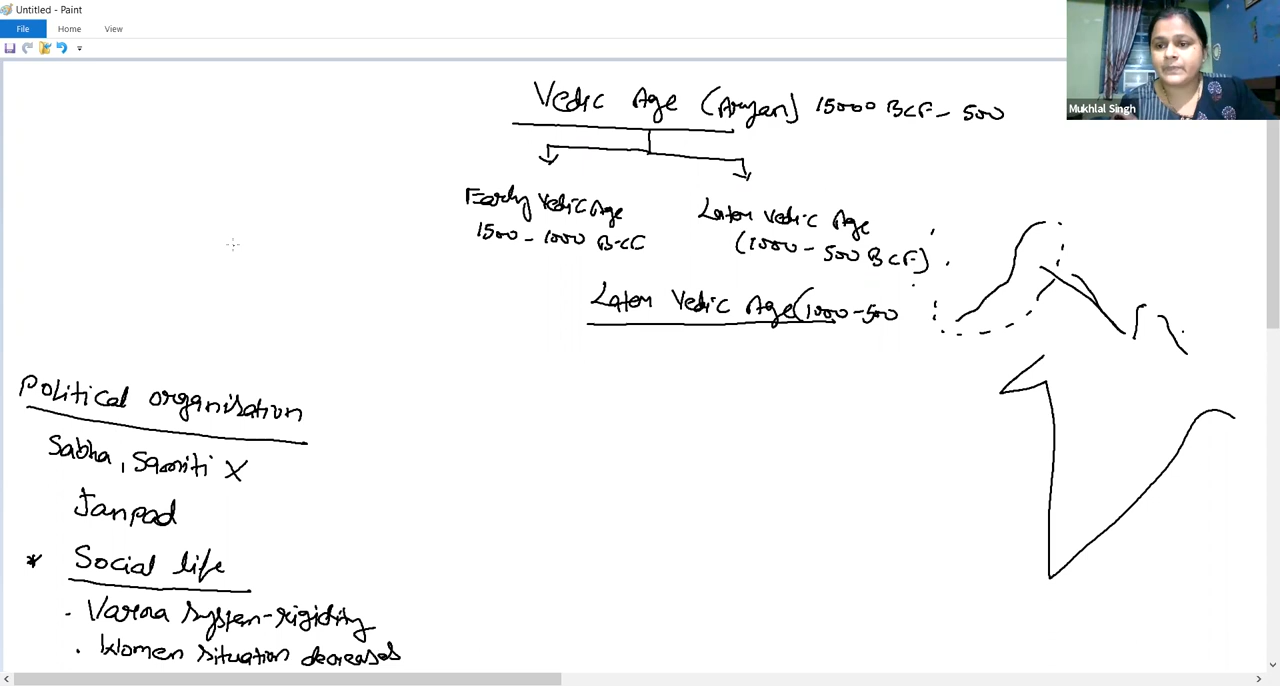 Untitled - Paint
File Home View
Mukhlal Singh
Vedic Age (Aryan) 15000 BCE - 500
Early Vedic Age
1500 - 1000 BCE
Later Vedic Age
(1000 - 500 BCE)
Later Vedic Age (1000 - 500
Political organisation
Sabha, Samiti X
Janpad
* Social life
. Varna system - rigidity
. Women situation decreases